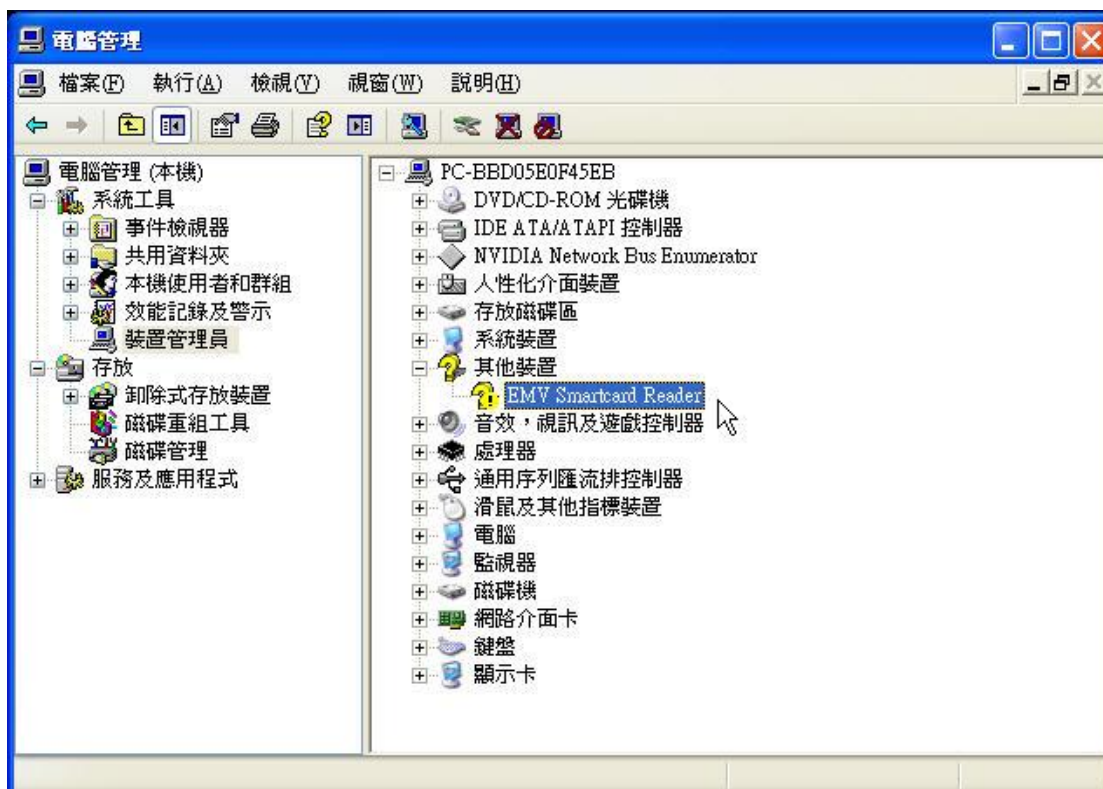 電腦管理
檔案(F) 執行(A) 檢視(V) 視窗(W) 說明(H)
電腦管理 (本機)
系統工具
事件檢視器
共用資料夾
本機使用者和群組
效能記錄及警示
裝置管理員
存放
卸除式存放裝置
磁碟重組工具
磁碟管理
服務及應用程式
PC-BBD05E0F45EB
DVD/CD-ROM 光碟機
IDE ATA/ATAPI 控制器
NVIDIA Network Bus Enumerator
人性化介面裝置
存放磁碟區
系統裝置
其他裝置
EMV Smartcard Reader
音效，視訊及遊戲控制器
處理器
通用序列匯流排控制器
滑鼠及其他指標裝置
電腦
監視器
磁碟機
網路介面卡
鍵盤
顯示卡